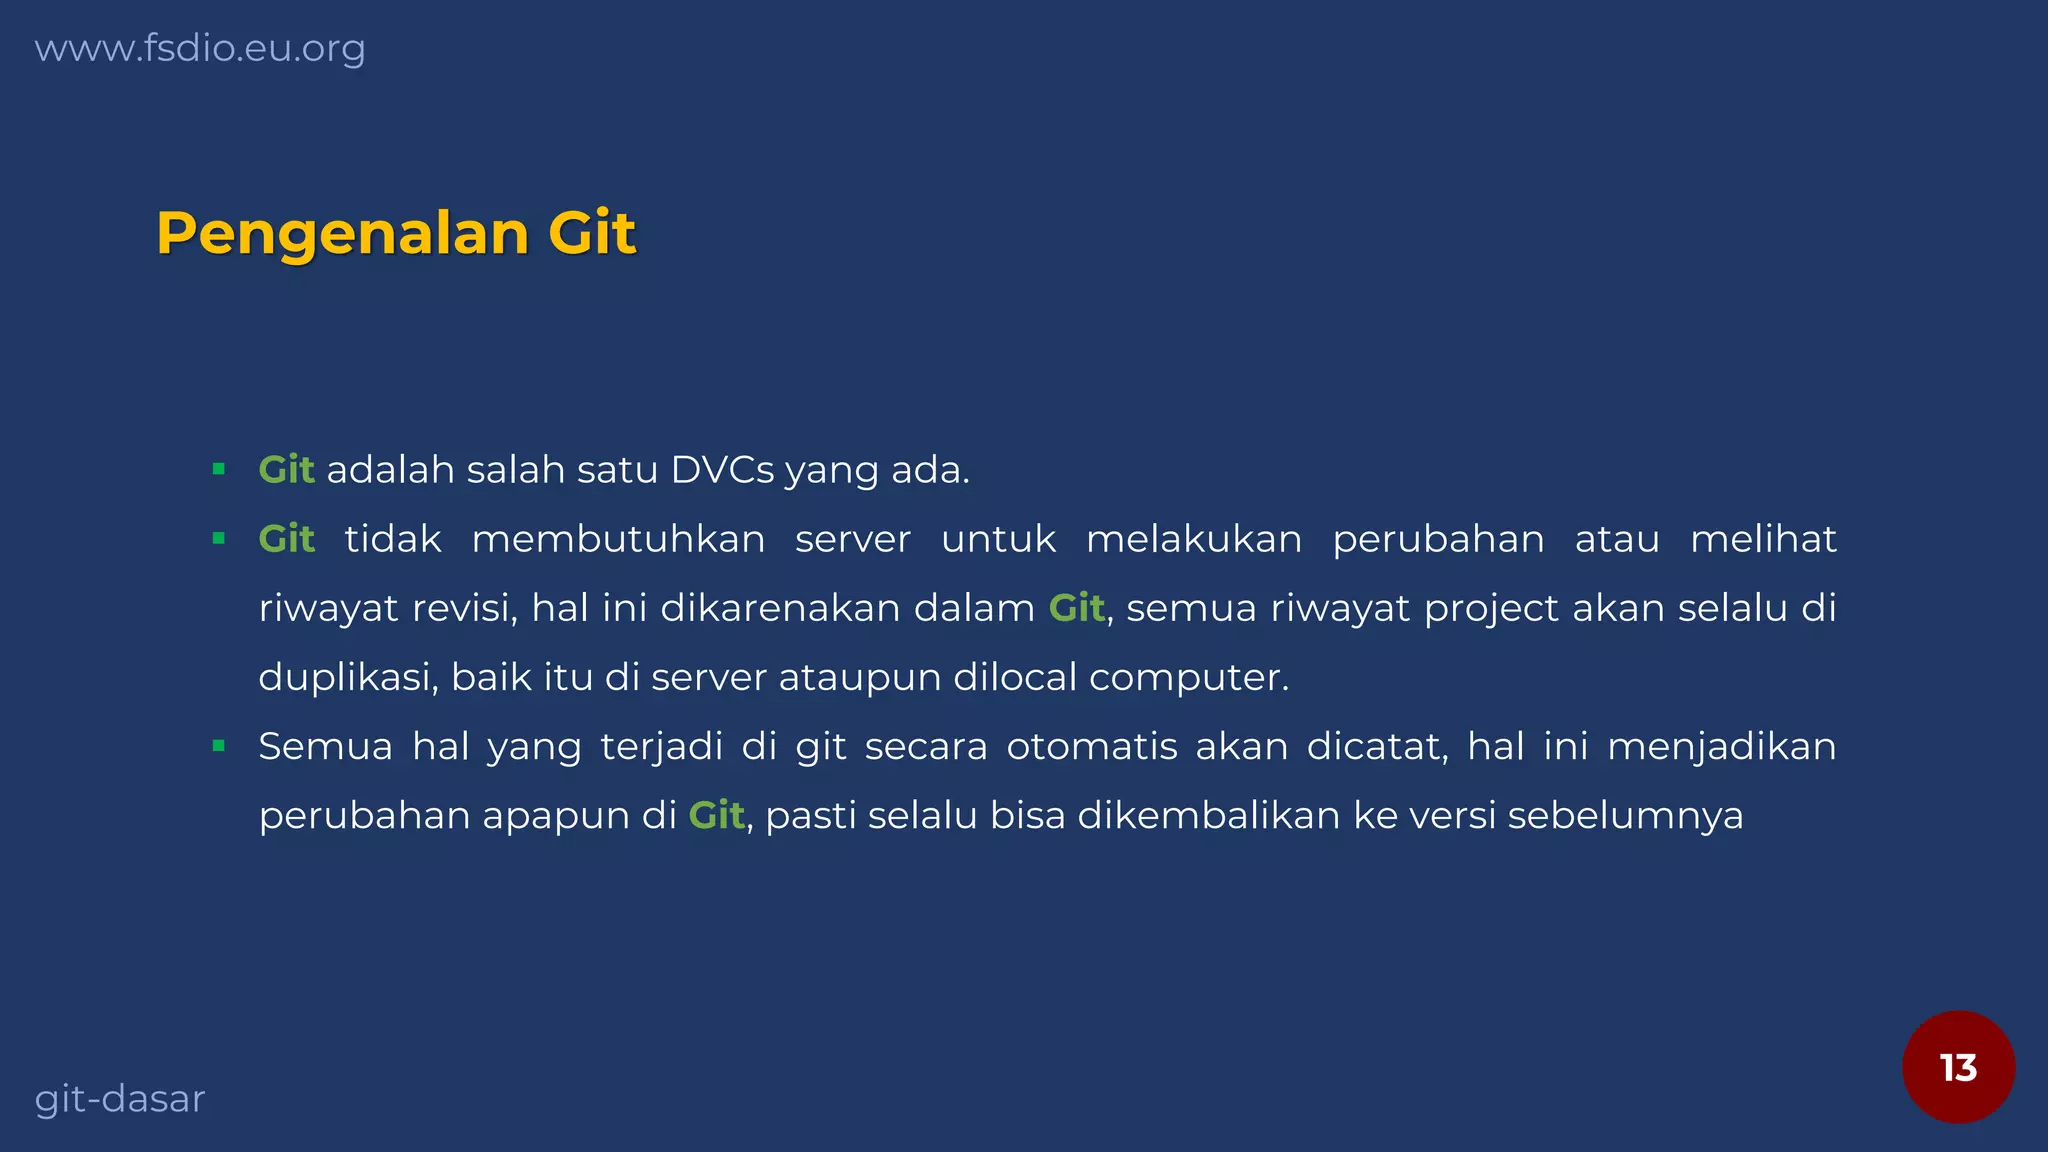 www.fsdio.eu.org
Pengenalan Git
▪ Git adalah salah satu DVCs yang ada.
▪ Git tidak membutuhkan server untuk melakukan perubahan atau melihat
riwayat revisi, hal ini dikarenakan dalam Git, semua riwayat project akan selalu di
duplikasi, baik itu di server ataupun dilocal computer.
▪ Semua hal yang terjadi di git secara otomatis akan dicatat, hal ini menjadikan
perubahan apapun di Git, pasti selalu bisa dikembalikan ke versi sebelumnya
13
git-dasar